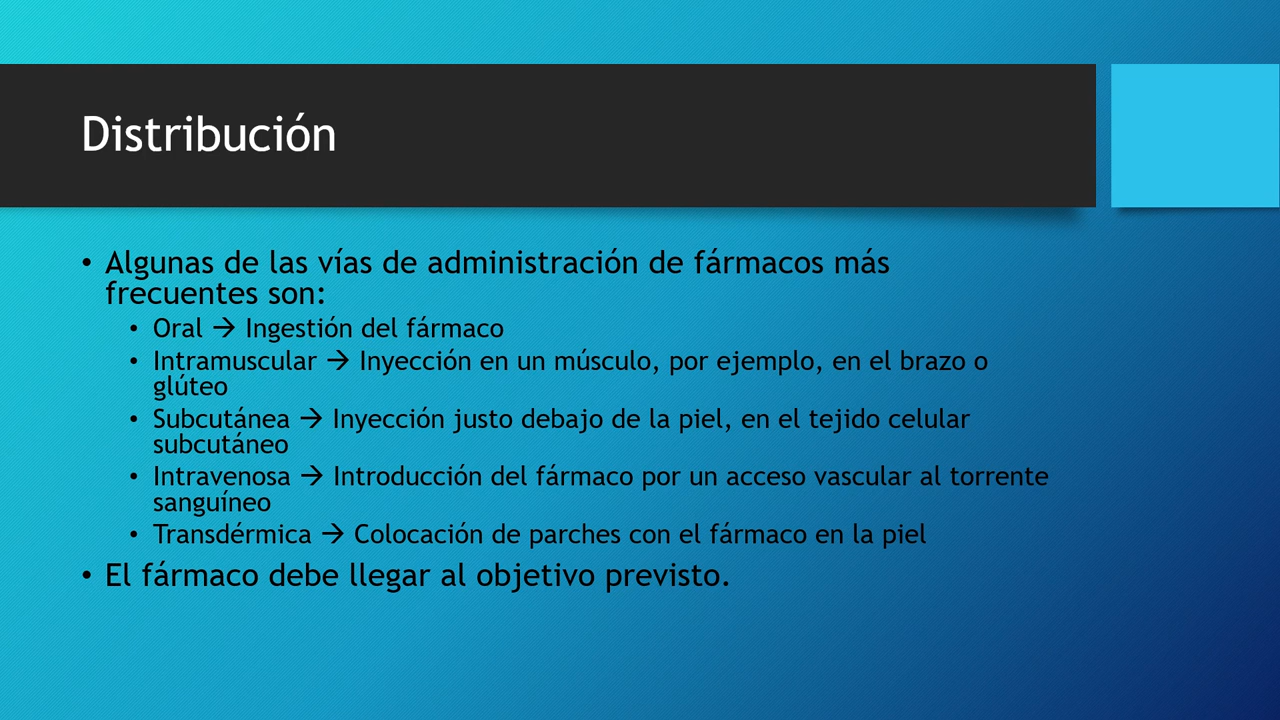 Distribución
• Algunas de las vías de administración de fármacos más
frecuentes son:
• Oral → Ingestión del fármaco
• Intramuscular → Inyección en un músculo, por ejemplo, en el brazo o
glúteo
• Subcutánea → Inyección justo debajo de la piel, en el tejido celular
subcutáneo
• Intravenosa → Introducción del fármaco por un acceso vascular al torrente
sanguíneo
• Transdérmica → Colocación de parches con el fármaco en la piel
• El fármaco debe llegar al objetivo previsto.